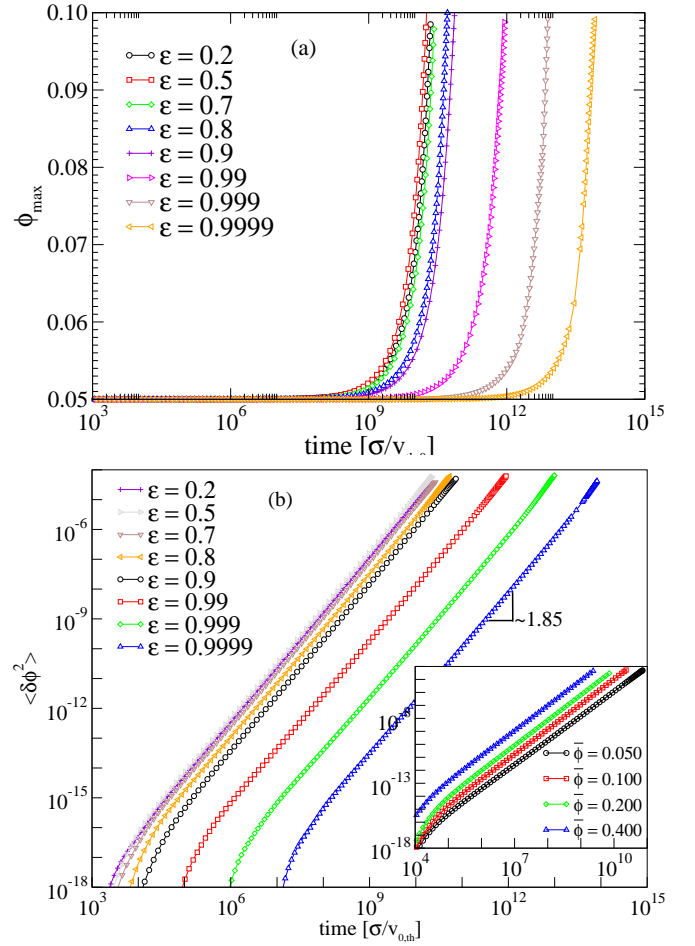 0.10
(a)
ε = 0.2
ε = 0.5
ε = 0.7
ε = 0.8
ε = 0.9
ε = 0.99
ε = 0.999
ε = 0.9999
0.09
0.08
0.07
0.06
0.05
ϕmax
10³ 10⁶ 10⁹ 10¹² 10¹⁵
time [σ/v
(b)
ε = 0.2
ε = 0.5
ε = 0.7
ε = 0.8
ε = 0.9
ε = 0.99
ε = 0.999
ε = 0.9999
10⁻⁶
10⁻⁹
10⁻¹²
10⁻¹⁵
10⁻¹⁸
<δϕ²>
~1.85
10⁻⁸
10⁻¹³
10⁻¹⁸
ϕ̅ = 0.050
ϕ̅ = 0.100
ϕ̅ = 0.200
ϕ̅ = 0.400
10⁴ 10⁷ 10¹⁰
10³ 10⁶ 10⁹ 10¹² 10¹⁵
time [σ/v₀,th]